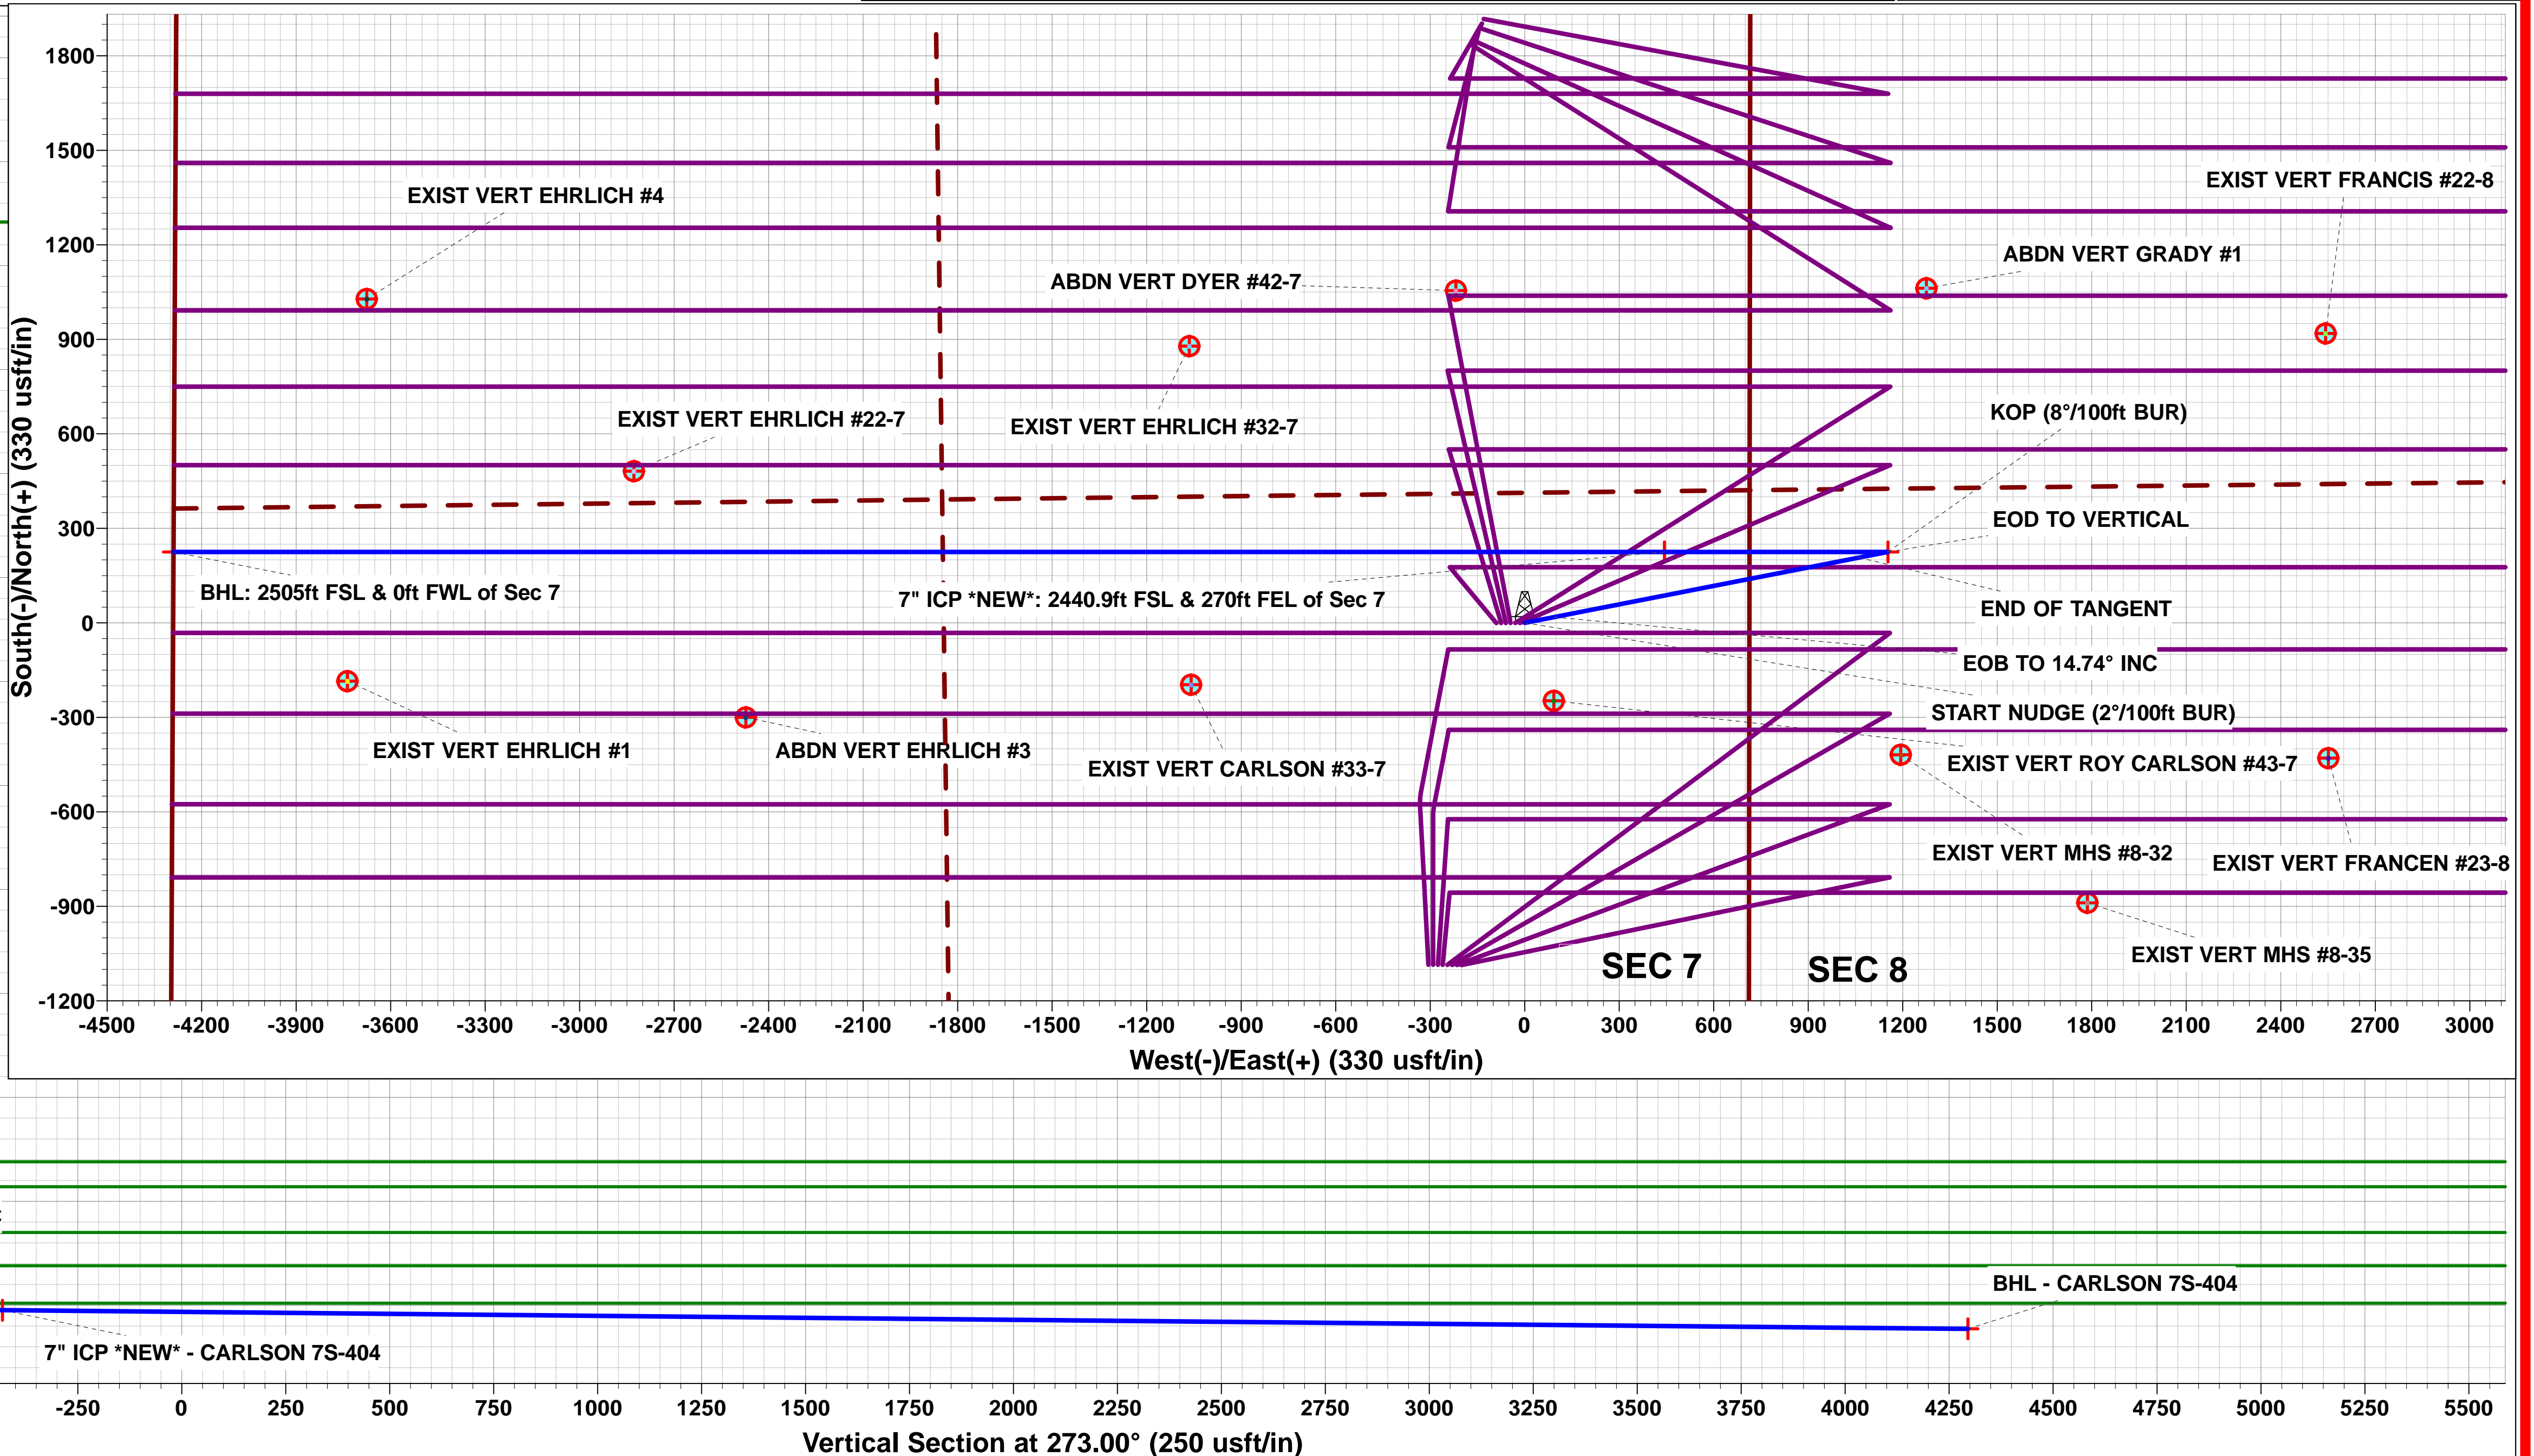 1800
1500
1200
900
600
300
0
-300
-600
-900
-1200
South(-)/North(+) (330 usft/in)
EXIST VERT EHRLICH #4
EXIST VERT FRANCIS #22-8
ABDN VERT GRADY #1
ABDN VERT DYER #42-7
EXIST VERT EHRLICH #22-7
EXIST VERT EHRLICH #32-7
KOP (8°/100ft BUR)
EOD TO VERTICAL
BHL: 2505ft FSL & 0ft FWL of Sec 7
7" ICP *NEW*: 2440.9ft FSL & 270ft FEL of Sec 7
END OF TANGENT
EOB TO 14.74° INC
START NUDGE (2°/100ft BUR)
EXIST VERT EHRLICH #1
ABDN VERT EHRLICH #3
EXIST VERT CARLSON #33-7
EXIST VERT ROY CARLSON #43-7
EXIST VERT MHS #8-32
EXIST VERT FRANCEN #23-8
EXIST VERT MHS #8-35
SEC 7
SEC 8
-4500 -4200 -3900 -3600 -3300 -3000 -2700 -2400 -2100 -1800 -1500 -1200 -900 -600 -300 0 300 600 900 1200 1500 1800 2100 2400 2700 3000
West(-)/East(+) (330 usft/in)
BHL - CARLSON 7S-404
7" ICP *NEW* - CARLSON 7S-404
-250 0 250 500 750 1000 1250 1500 1750 2000 2250 2500 2750 3000 3250 3500 3750 4000 4250 4500 4750 5000 5250 5500
Vertical Section at 273.00° (250 usft/in)